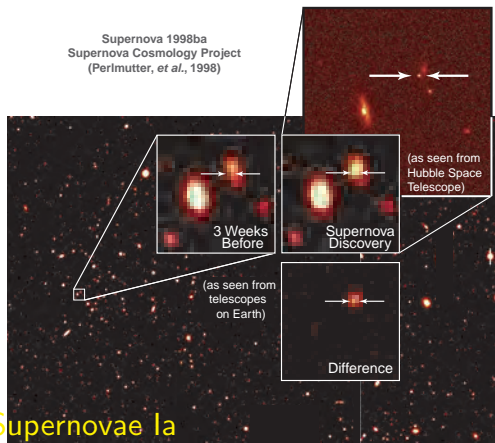 Supernova 1998ba
Supernova Cosmology Project
(Perlmutter, et al., 1998)
(as seen from
Hubble Space
Telescope)
3 Weeks
Before
Supernova
Discovery
(as seen from
telescopes
on Earth)
Difference
Supernovae Ia